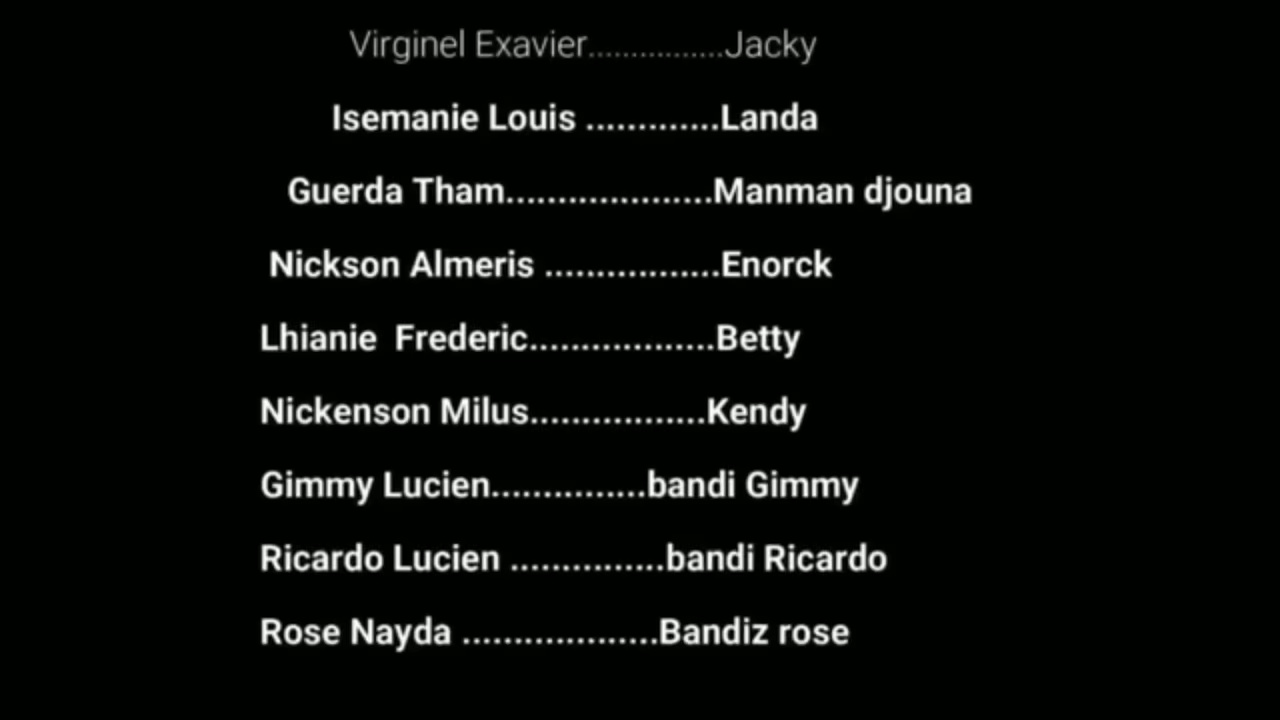 Virginel Exavier................Jacky
Isemanie Louis .............Landa
Guerda Tham....................Manman djouna
Nickson Almeris .................Enorck
Lhianie  Frederic..................Betty
Nickenson Milus.................Kendy
Gimmy Lucien...............bandi Gimmy
Ricardo Lucien ...............bandi Ricardo
Rose Nayda ...................Bandiz rose